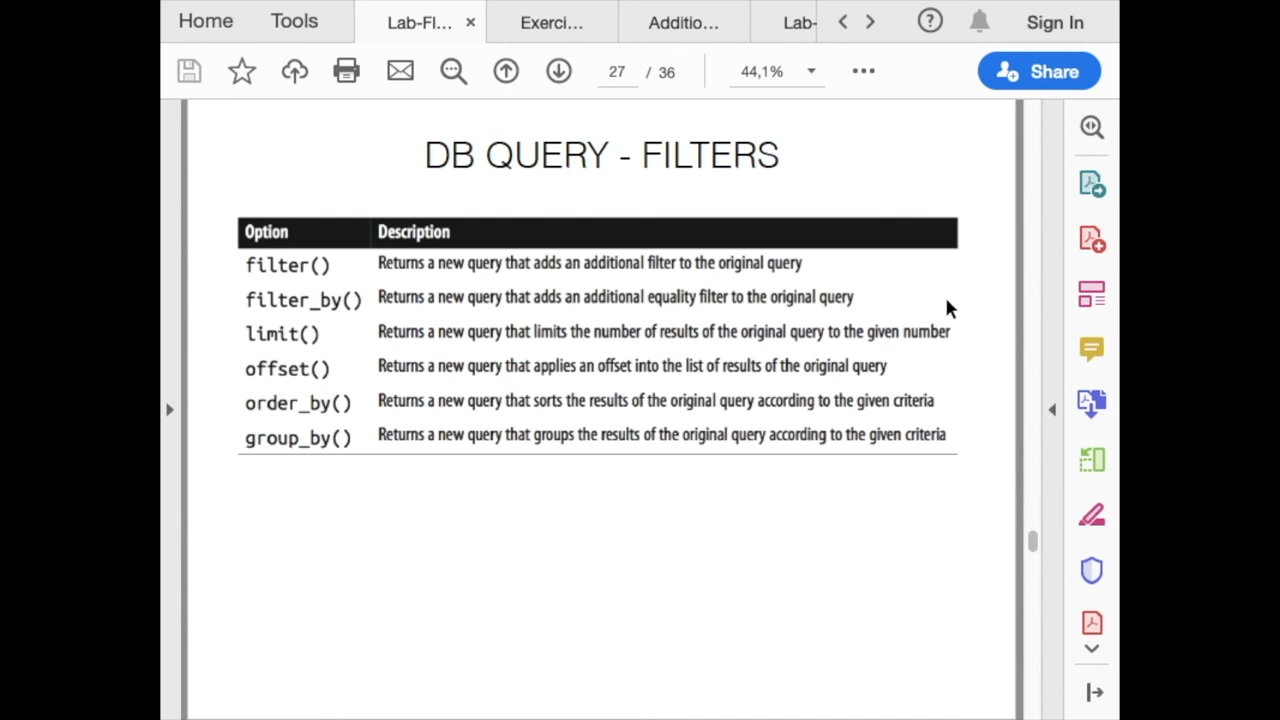 Home Tools Lab-Fl... × Exerci... Additio... Lab- Sign In
27 / 36 44,1% Share
DB QUERY - FILTERS
Option Description
filter() Returns a new query that adds an additional filter to the original query
filter_by() Returns a new query that adds an additional equality filter to the original query
limit() Returns a new query that limits the number of results of the original query to the given number
offset() Returns a new query that applies an offset into the list of results of the original query
order_by() Returns a new query that sorts the results of the original query according to the given criteria
group_by() Returns a new query that groups the results of the original query according to the given criteria